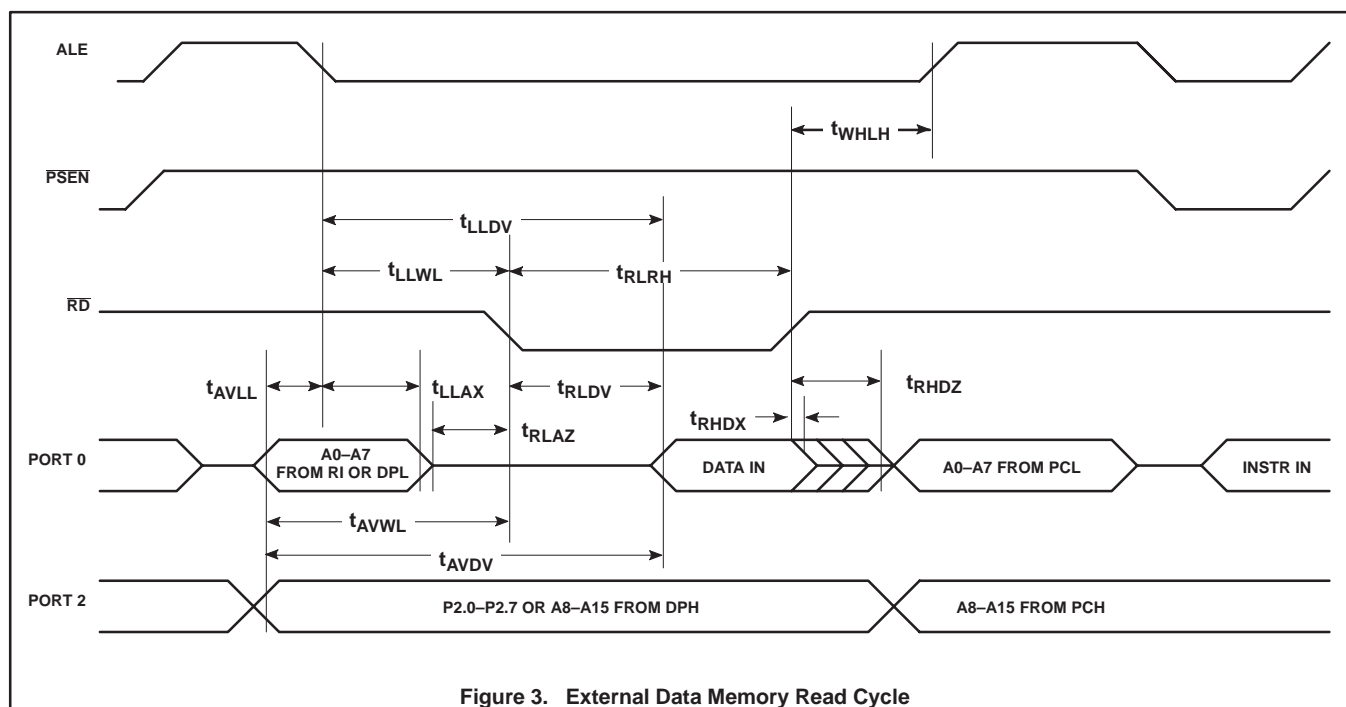 ALE
tWHLH
PSEN
tLLDV
tLLWL
tRLRH
RD
tAVLL
tLLAX
tRLDV
tRHDZ
tRLAZ
tRHDX
PORT 0
A0–A7
FROM RI OR DPL
DATA IN
A0–A7 FROM PCL
INSTR IN
tAVWL
tAVDV
PORT 2
P2.0–P2.7 OR A8–A15 FROM DPH
A8–A15 FROM PCH
Figure 3. External Data Memory Read Cycle